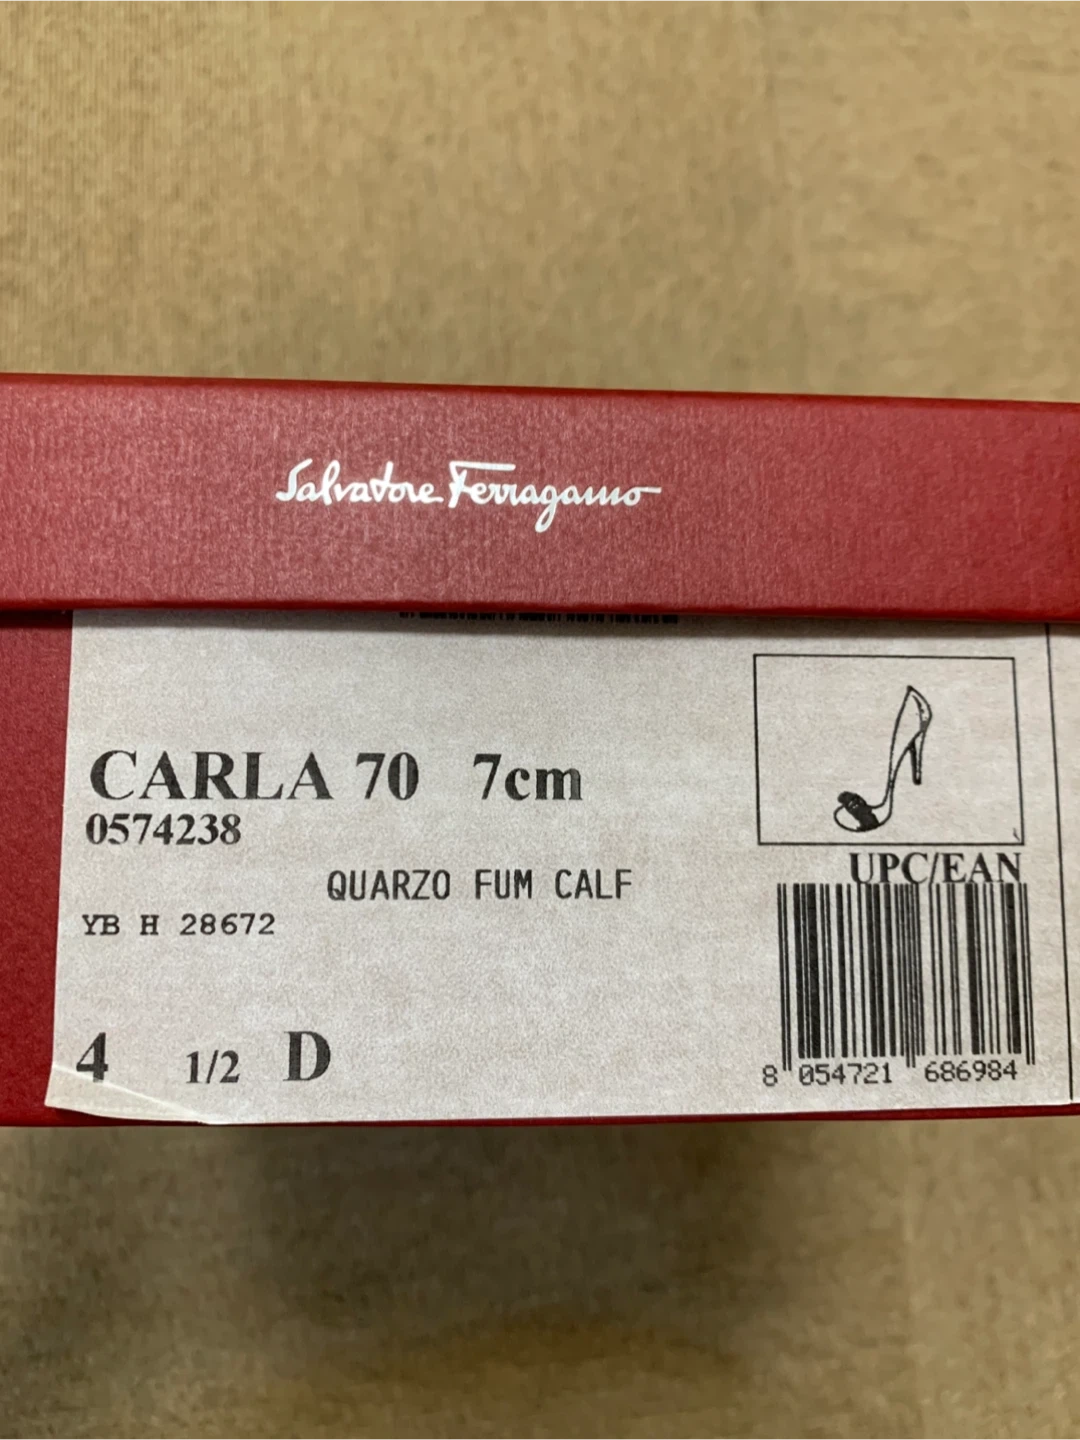 Salvatore Ferragamo
CARLA 70 7cm
0574238
QUARZO FUM CALF
YB H 28672
4 1/2 D
UPC/EAN
8 054721 686984